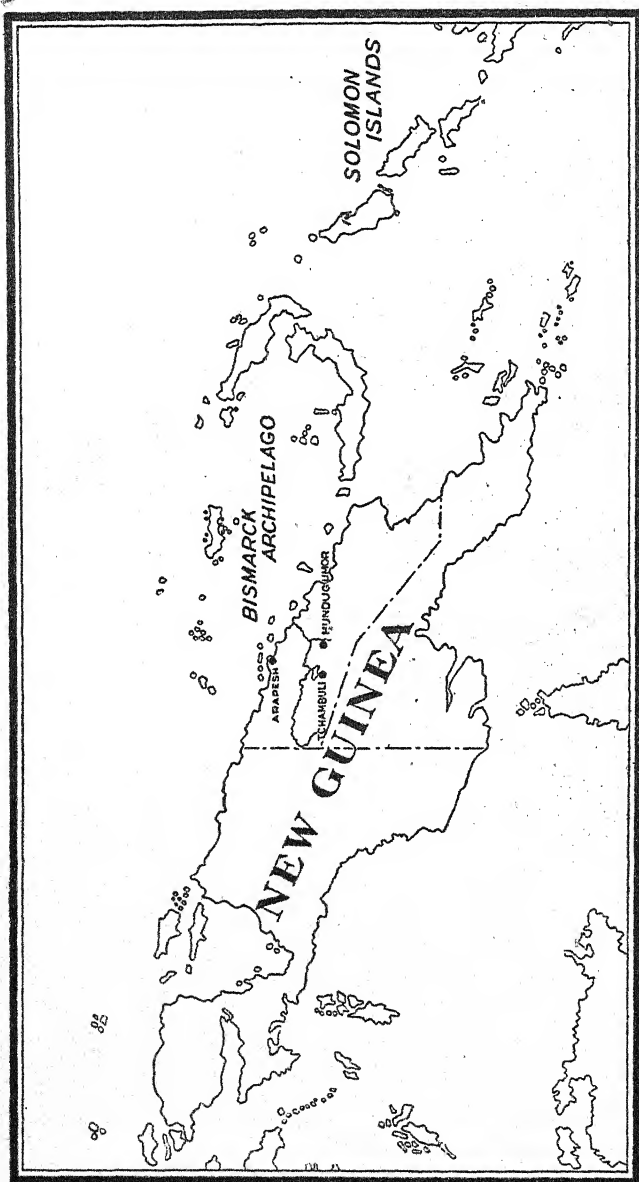 SOLOMON
ISLANDS
BISMARCK
ARCHIPELAGO
ARAPESH
MUNDUGUMOR
TCHAMBULI
NEW GUINEA